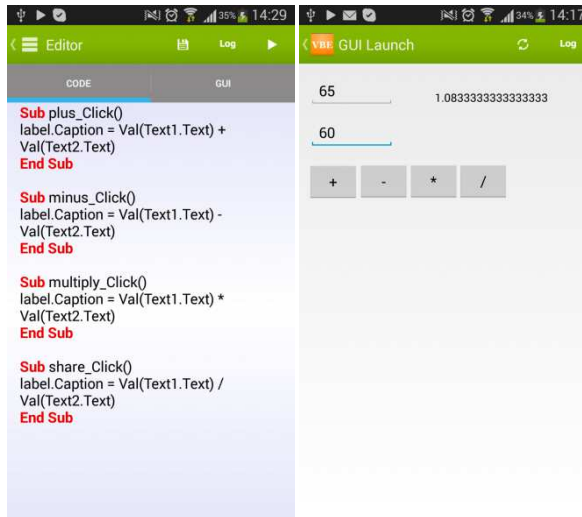 35% 14:29
Editor Log
CODE GUI
Sub plus_Click()
label.Caption = Val(Text1.Text) +
Val(Text2.Text)
End Sub
Sub minus_Click()
label.Caption = Val(Text1.Text) -
Val(Text2.Text)
End Sub
Sub multiply_Click()
label.Caption = Val(Text1.Text) *
Val(Text2.Text)
End Sub
Sub share_Click()
label.Caption = Val(Text1.Text) /
Val(Text2.Text)
End Sub
34% 14:17
VBE GUI Launch Log
65 1.0833333333333333
60
+ - * /